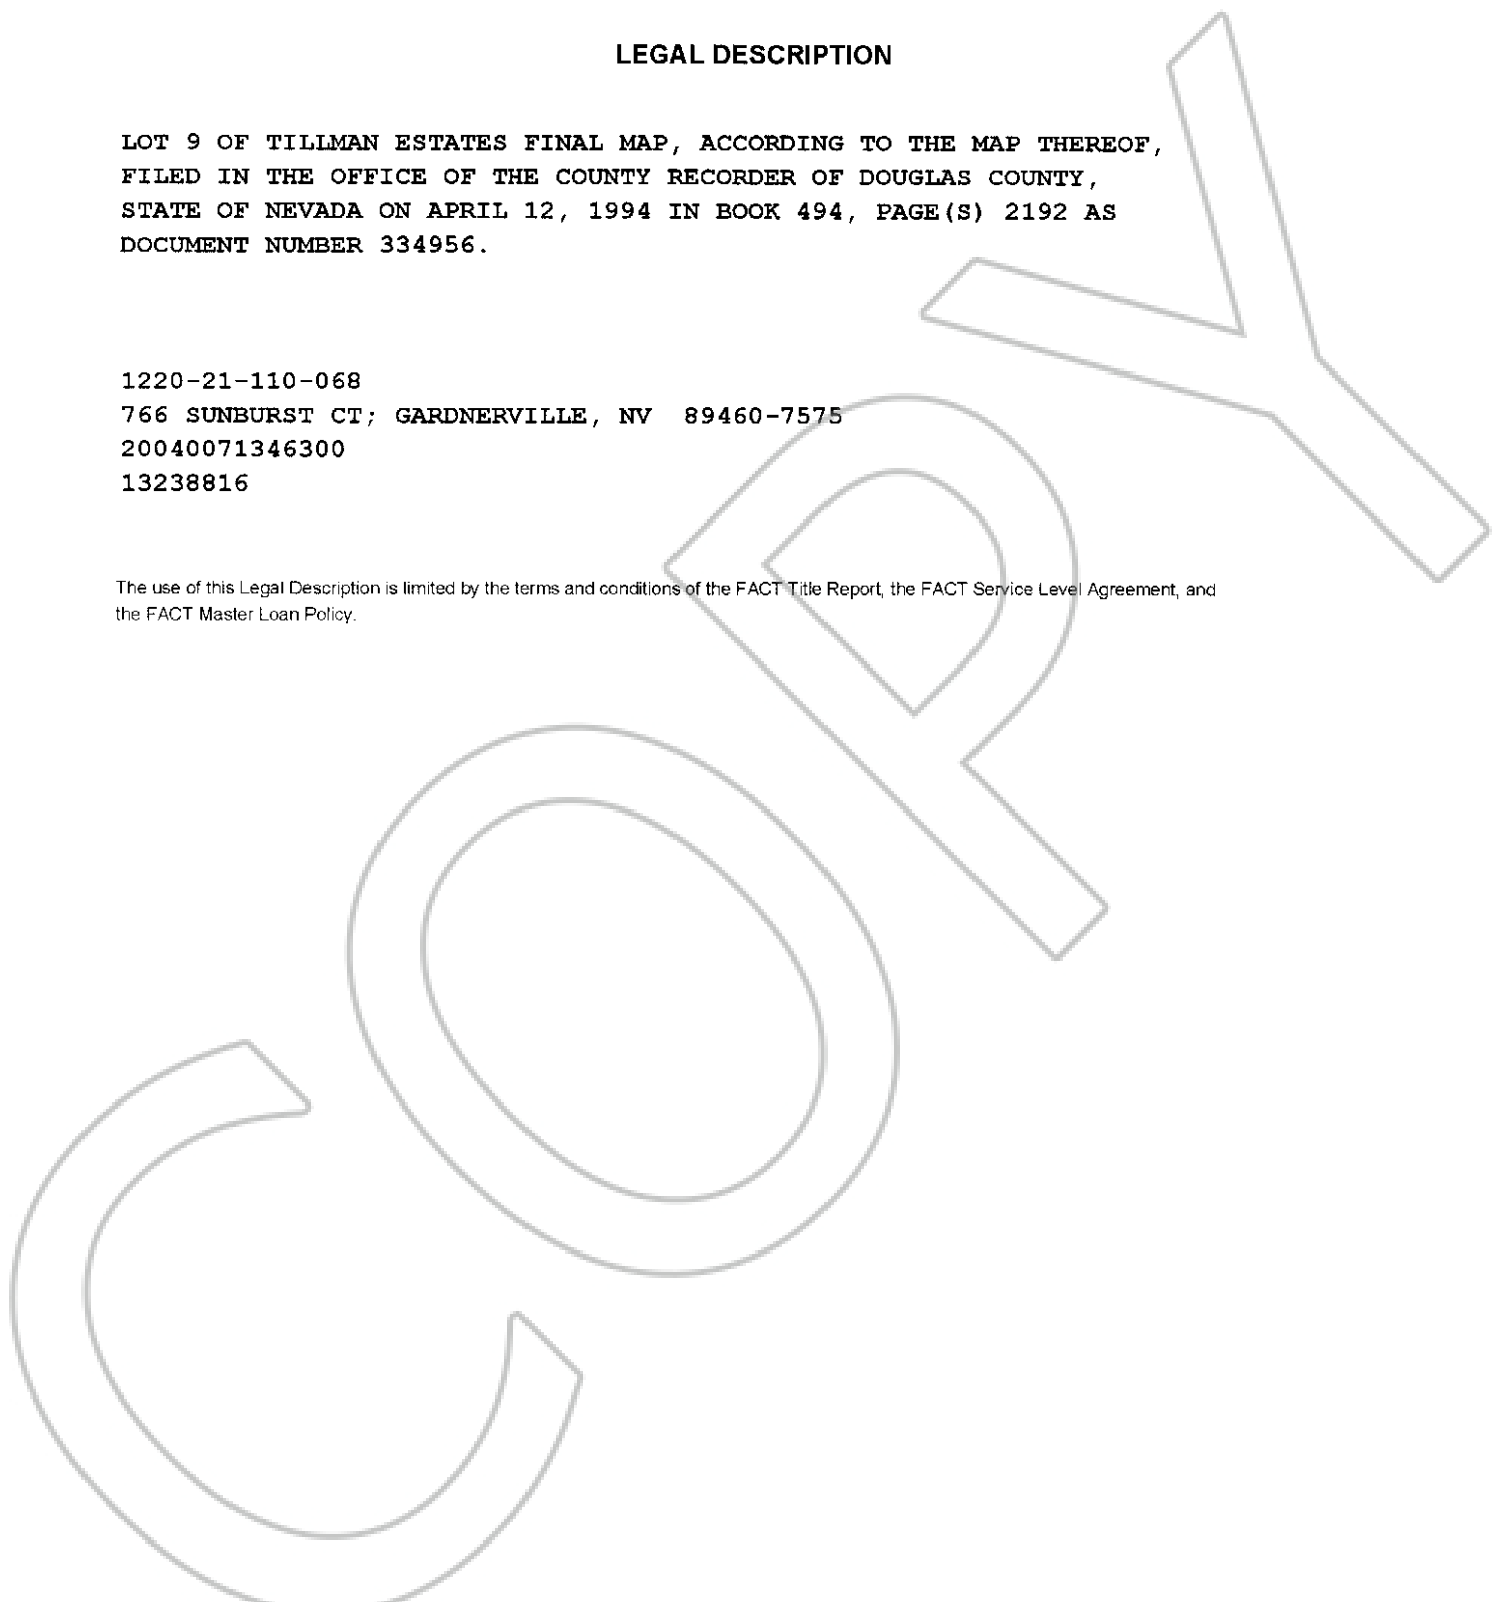 LEGAL DESCRIPTION
LOT 9 OF TILLMAN ESTATES FINAL MAP, ACCORDING TO THE MAP THEREOF,
FILED IN THE OFFICE OF THE COUNTY RECORDER OF DOUGLAS COUNTY,
STATE OF NEVADA ON APRIL 12, 1994 IN BOOK 494, PAGE(S) 2192 AS
DOCUMENT NUMBER 334956.
1220-21-110-068
766 SUNBURST CT; GARDNERVILLE, NV  89460-7575
20040071346300
13238816
The use of this Legal Description is limited by the terms and conditions of the FACT Title Report, the FACT Service Level Agreement, and
the FACT Master Loan Policy.
COPY